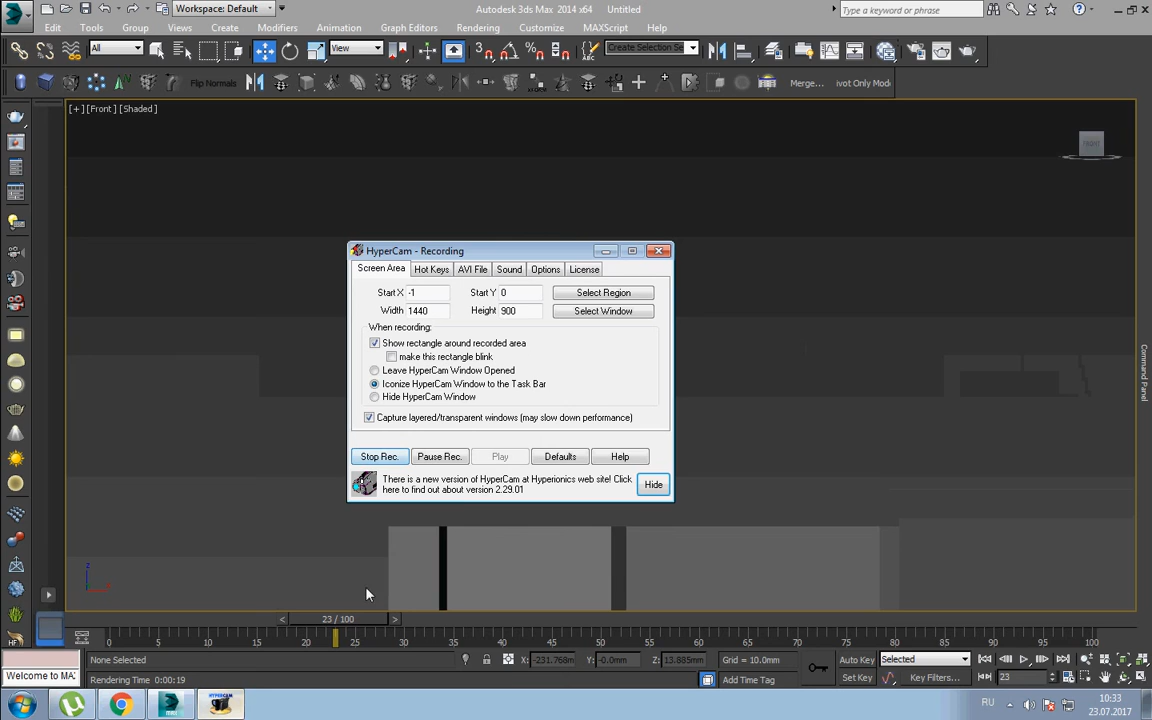 Workspace: Default
Autodesk 3ds Max 2014 x64 Untitled
Type a keyword or phrase
Edit Tools Group Views Create Modifiers Animation Graph Editors Rendering Customize MAXScript Help
All View Create Selection Se
Flip Normals Merge... ivot Only Mode
[+] [Front] [Shaded]
HyperCam - Recording
Screen Area Hot Keys AVI File Sound Options License
Start X -1 Start Y 0 Select Region
Width 1440 Height 900 Select Window
When recording:
Show rectangle around recorded area
make this rectangle blink
Leave HyperCam Window Opened
Iconize HyperCam Window to the Task Bar
Hide HyperCam Window
Capture layered/transparent windows (may slow down performance)
Stop Rec. Pause Rec. Play Defaults Help
There is a new version of HyperCam at Hyperionics web site! Click
here to find out about version 2.29.01
Hide
Command Panel
z
< 23 / 100 >
0 5 10 15 20 25 30 35 40 45 50 55 60 65 70 75 80 85 90 95 100
None Selected X: -231.768m Y: -0.0mm Z: 13.885mm Grid = 10.0mm Auto Key Selected
Welcome to MA: Rendering Time 0:00:19 Add Time Tag Set Key Key Filters... 23
HYPERCAM
RU 10:33
23.07.2017